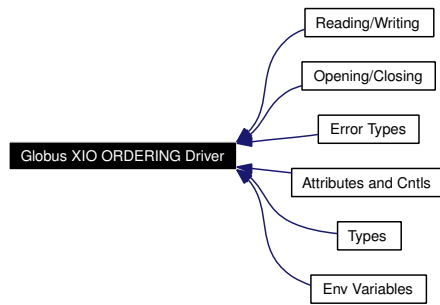 Reading/Writing
Opening/Closing
Error Types
Globus XIO ORDERING Driver
Attributes and Cntls
Types
Env Variables